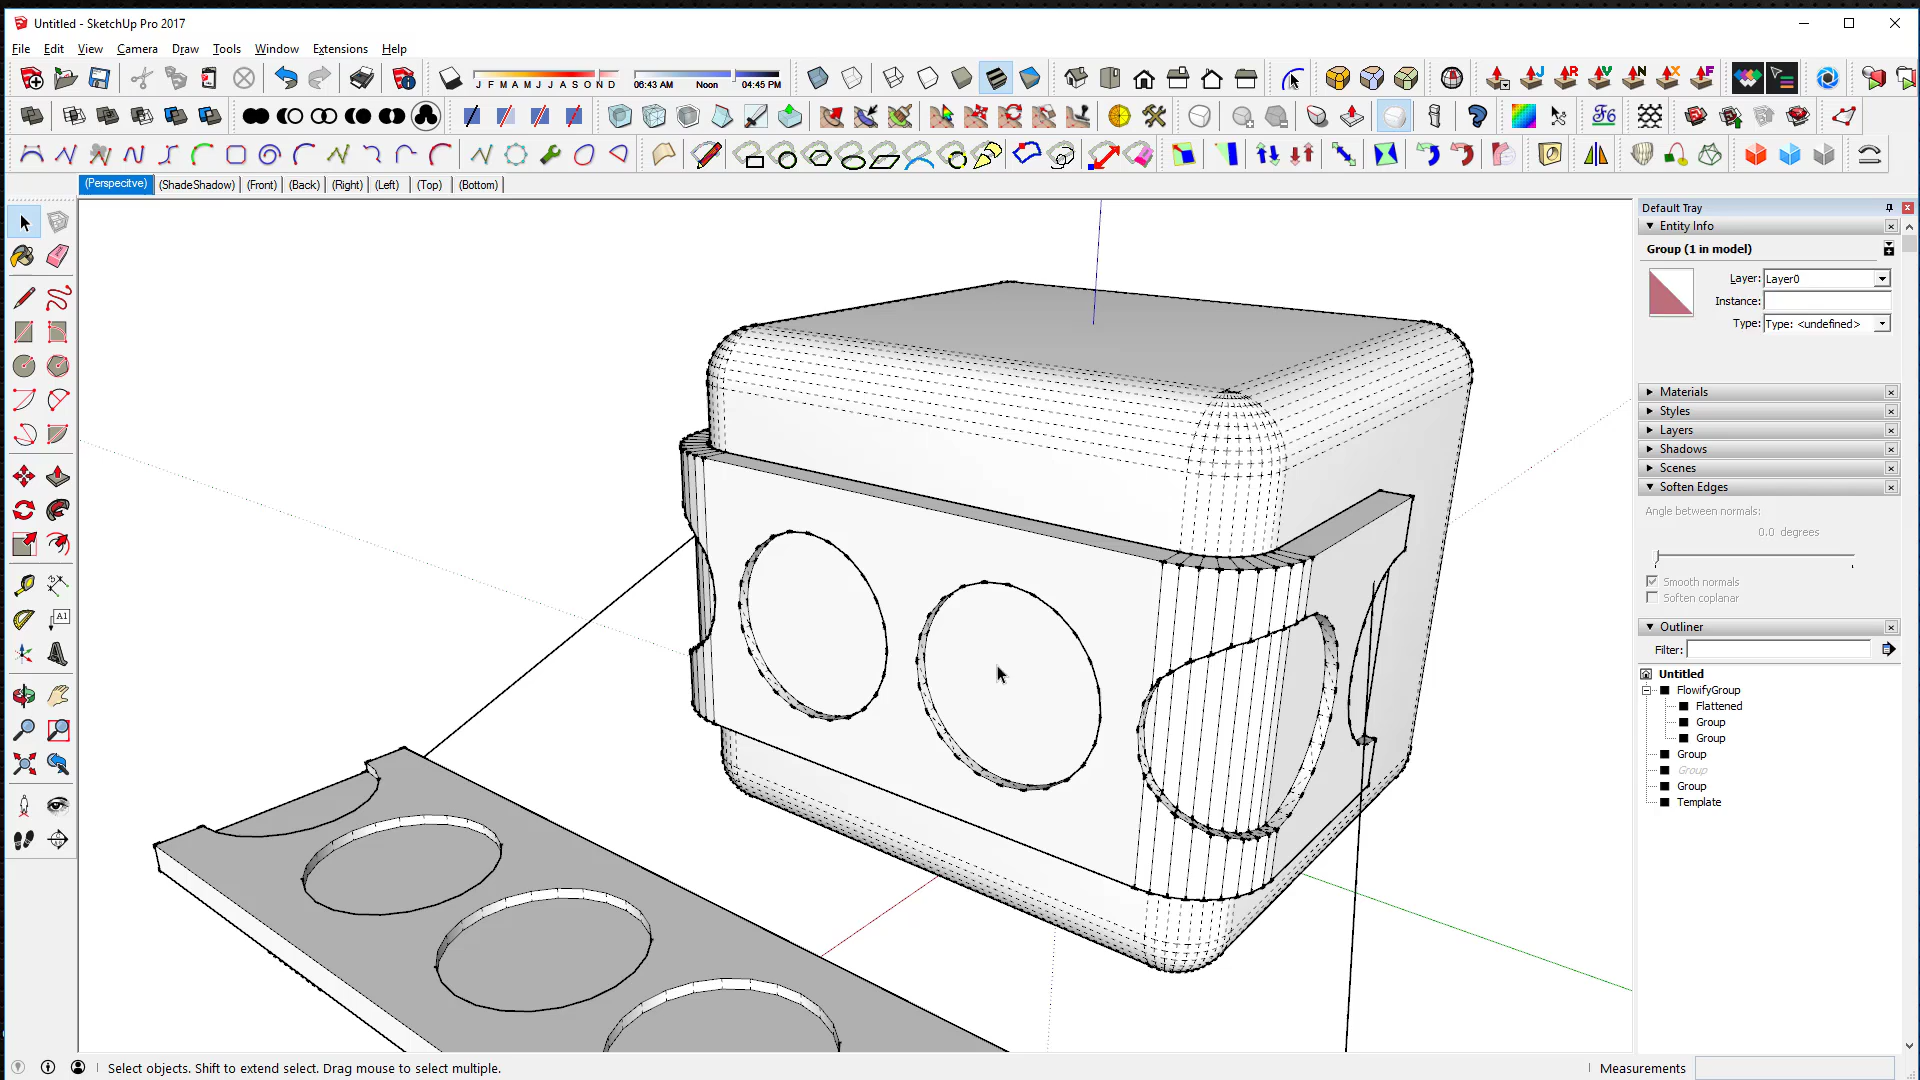 Untitled - SketchUp Pro 2017
File Edit View Camera Draw Tools Window Extensions Help
J F M A M J J A S O N D 06:43 AM Noon 04:45 PM
J R V N X F
F6
(Perspective) (ShadeShadow) (Front) (Back) (Right) (Left) (Top) (Bottom)
Default Tray
Entity Info
Group (1 in model)
Layer: Layer0
Instance:
Type: Type: <undefined>
Materials
Styles
Layers
Shadows
Scenes
Soften Edges
Angle between normals:
0.0 degrees
Smooth normals
Soften coplanar
Outliner
Filter:
Untitled
FlowifyGroup
Flattened
Group
Group
Group
Group
Group
Template
A1
Select objects. Shift to extend select. Drag mouse to select multiple.
Measurements